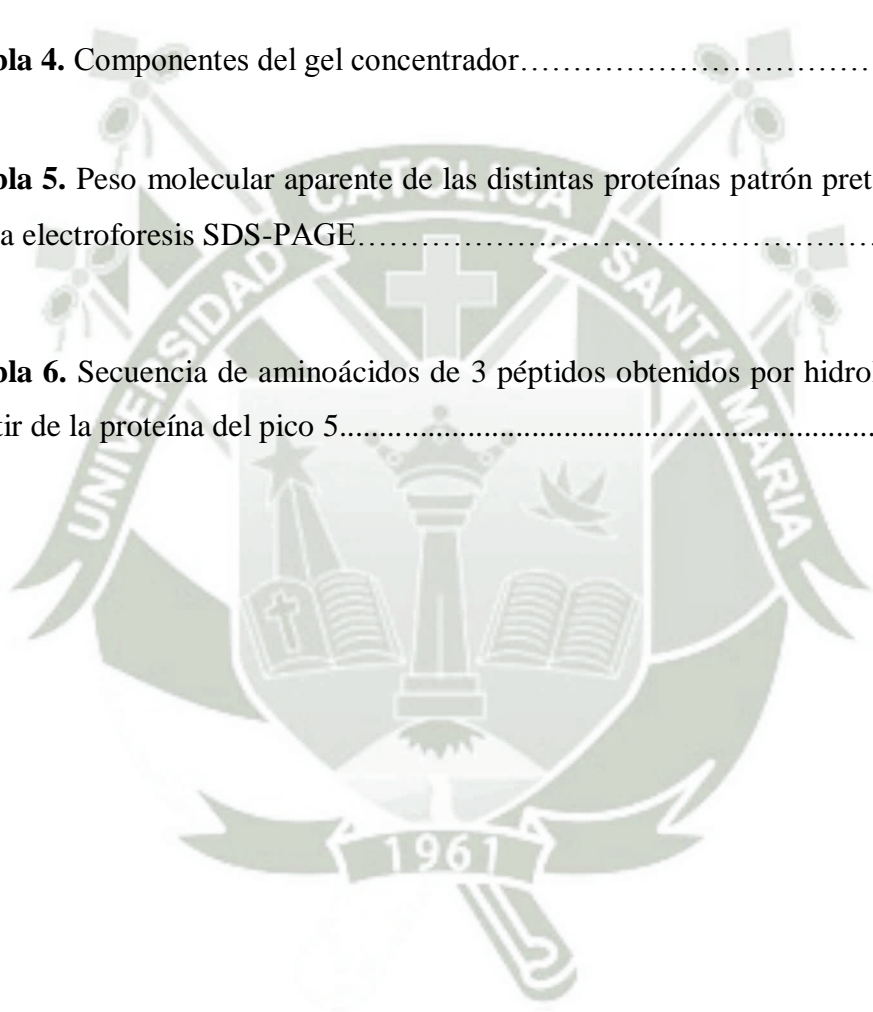 bla 4. Componentes del gel concentrador……………………………
bla 5. Peso molecular aparente de las distintas proteínas patrón pret
a electroforesis SDS-PAGE………………………………………………
bla 6. Secuencia de aminoácidos de 3 péptidos obtenidos por hidrol
tir de la proteína del pico 5................................................................................
UNIVERSIDAD CATOLICA SANTA MARIA
1961